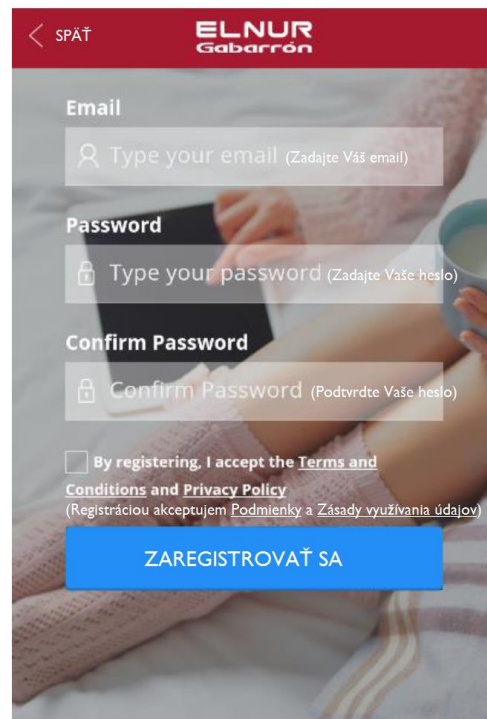 SPÄŤ
ELNUR
Gabarrón
Email
Type your email (Zadajte Váš email)
Password
Type your password (Zadajte Vaše heslo)
Confirm Password
Confirm Password (Podtvrdte Vaše heslo)
By registering, I accept the Terms and
Conditions and Privacy Policy
(Registráciou akceptujem Podmienky a Zásady využívania údajov)
ZAREGISTROVAŤ SA